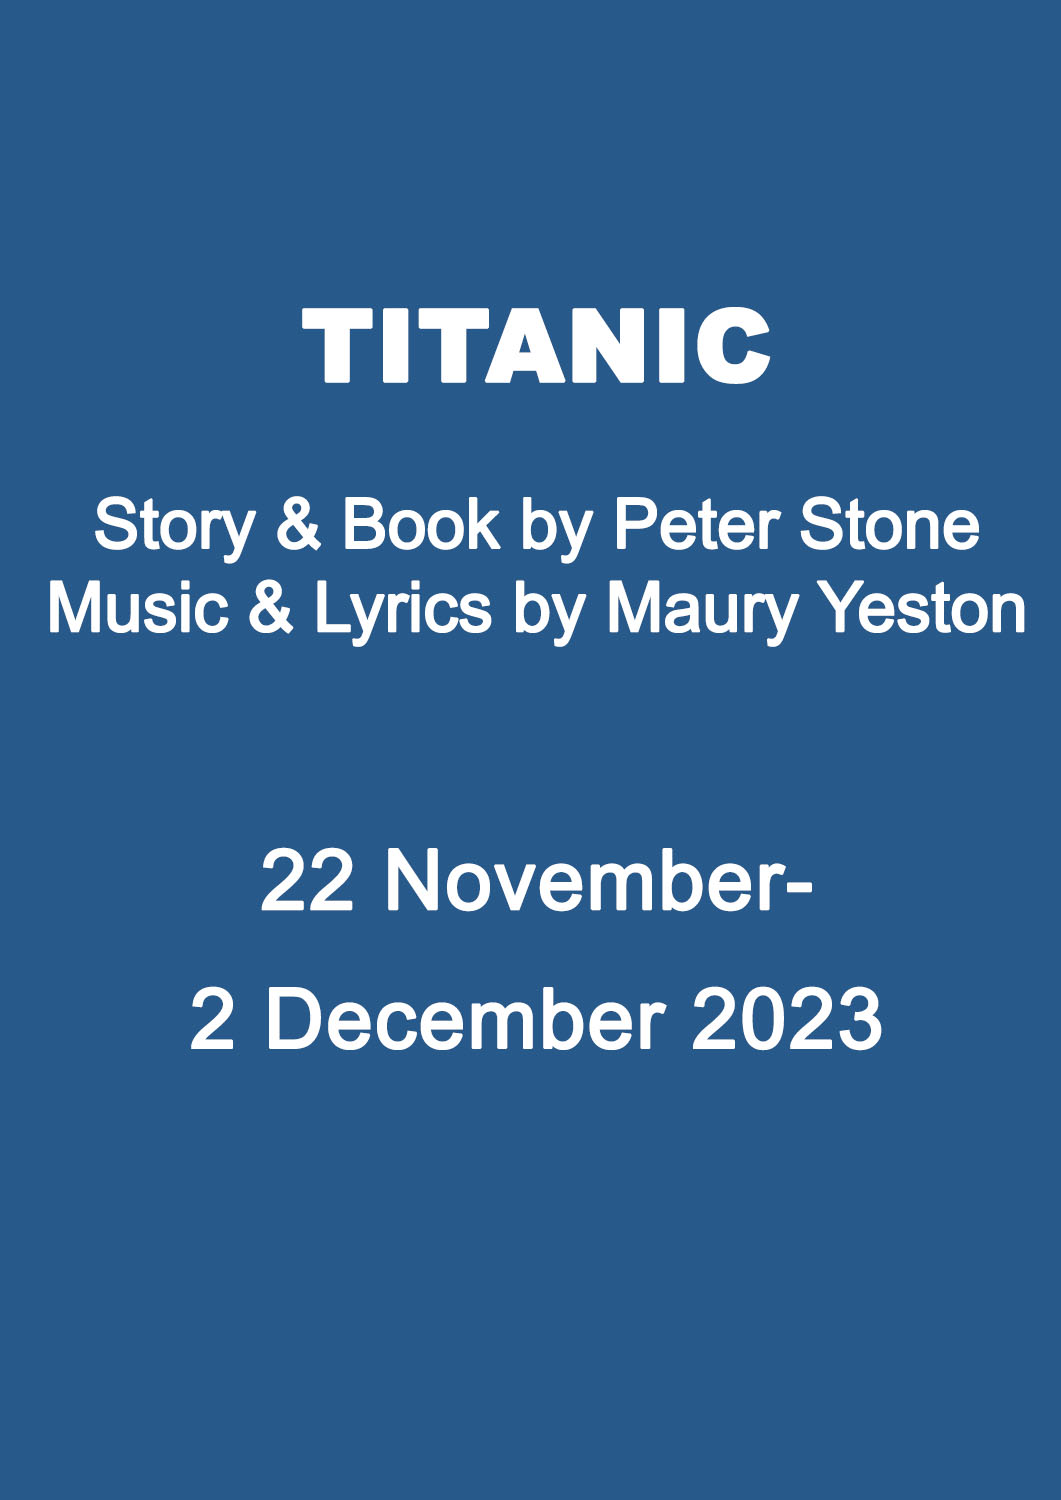 TITANIC
Story & Book by Peter Stone
Music & Lyrics by Maury Yeston
22 November-
2 December 2023